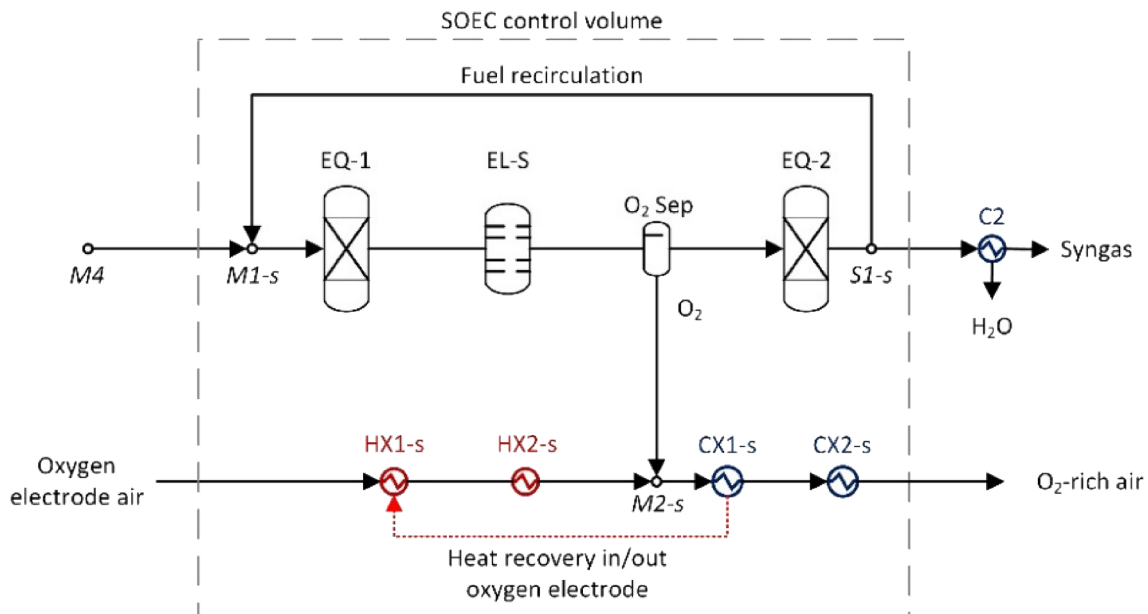 SOEC control volume
Fuel recirculation
EQ-1
EL-S
EQ-2
O₂ Sep
C2
M4
M1-s
S1-s
Syngas
O₂
H₂O
HX1-s
HX2-s
CX1-s
CX2-s
Oxygen
electrode air
M2-s
O₂-rich air
Heat recovery in/out
oxygen electrode